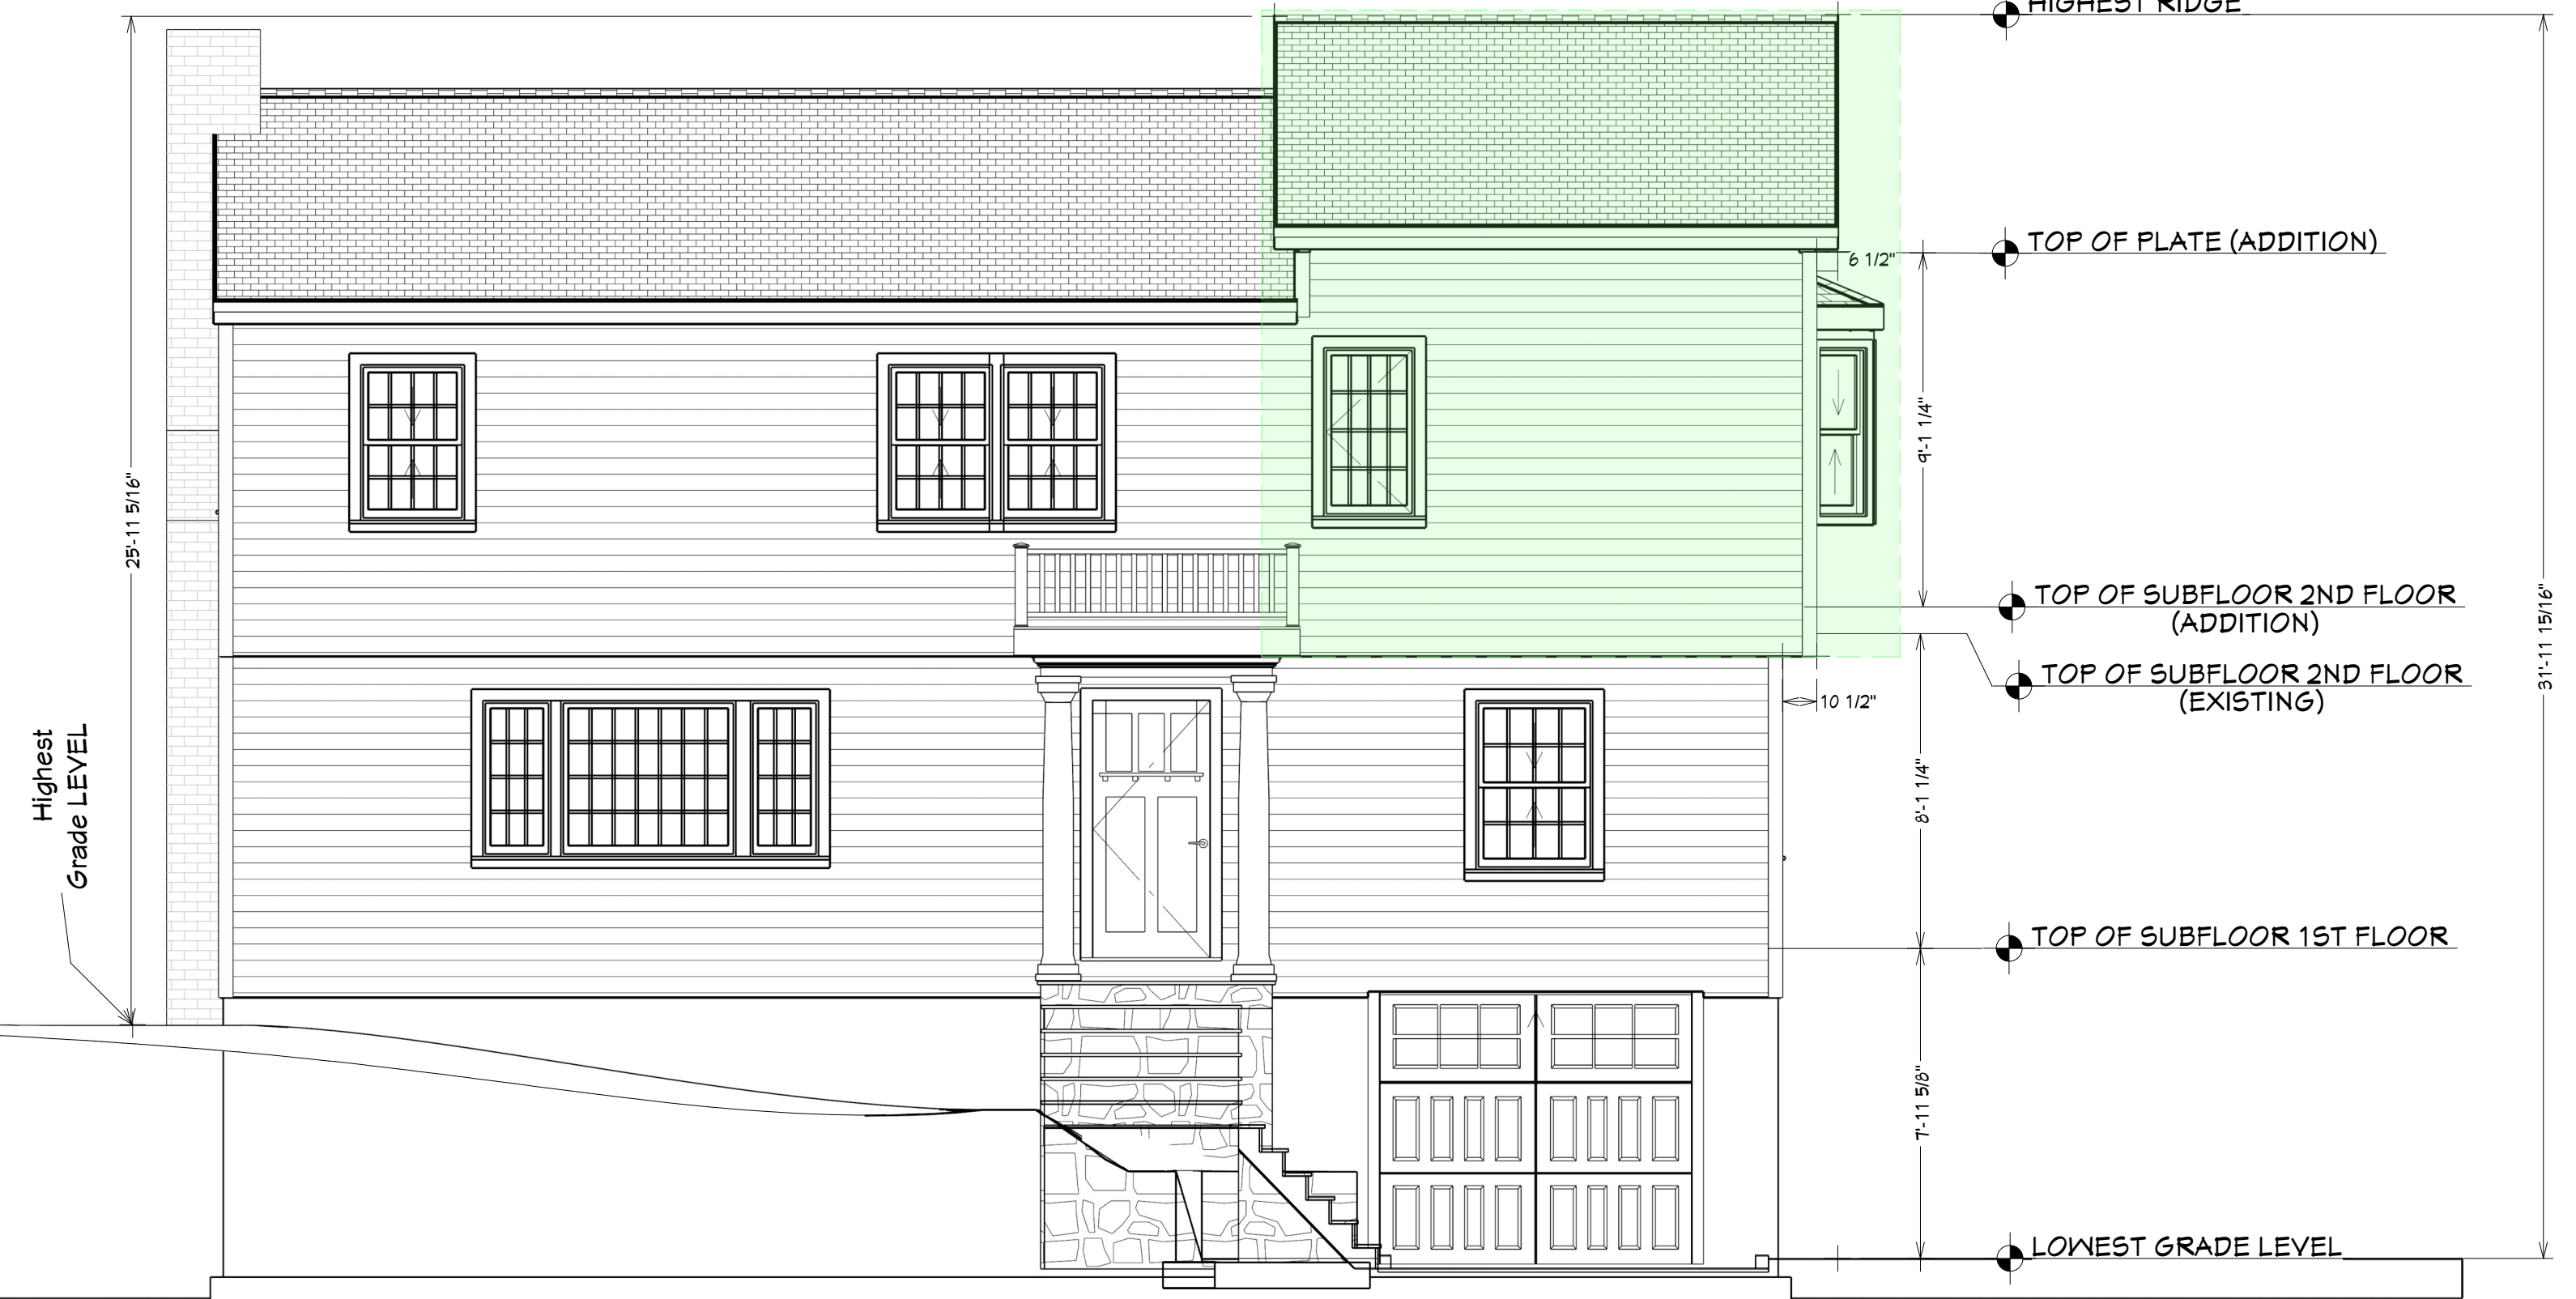 HIGHEST RIDGE
TOP OF PLATE (ADDITION)
6 1/2"
9'-1 1/4"
25'-11 5/16"
TOP OF SUBFLOOR 2ND FLOOR
(ADDITION)
31'-11 15/16"
TOP OF SUBFLOOR 2ND FLOOR
(EXISTING)
10 1/2"
Highest
Grade LEVEL
8'-1 1/4"
TOP OF SUBFLOOR 1ST FLOOR
7'-11 5/8"
LOWEST GRADE LEVEL